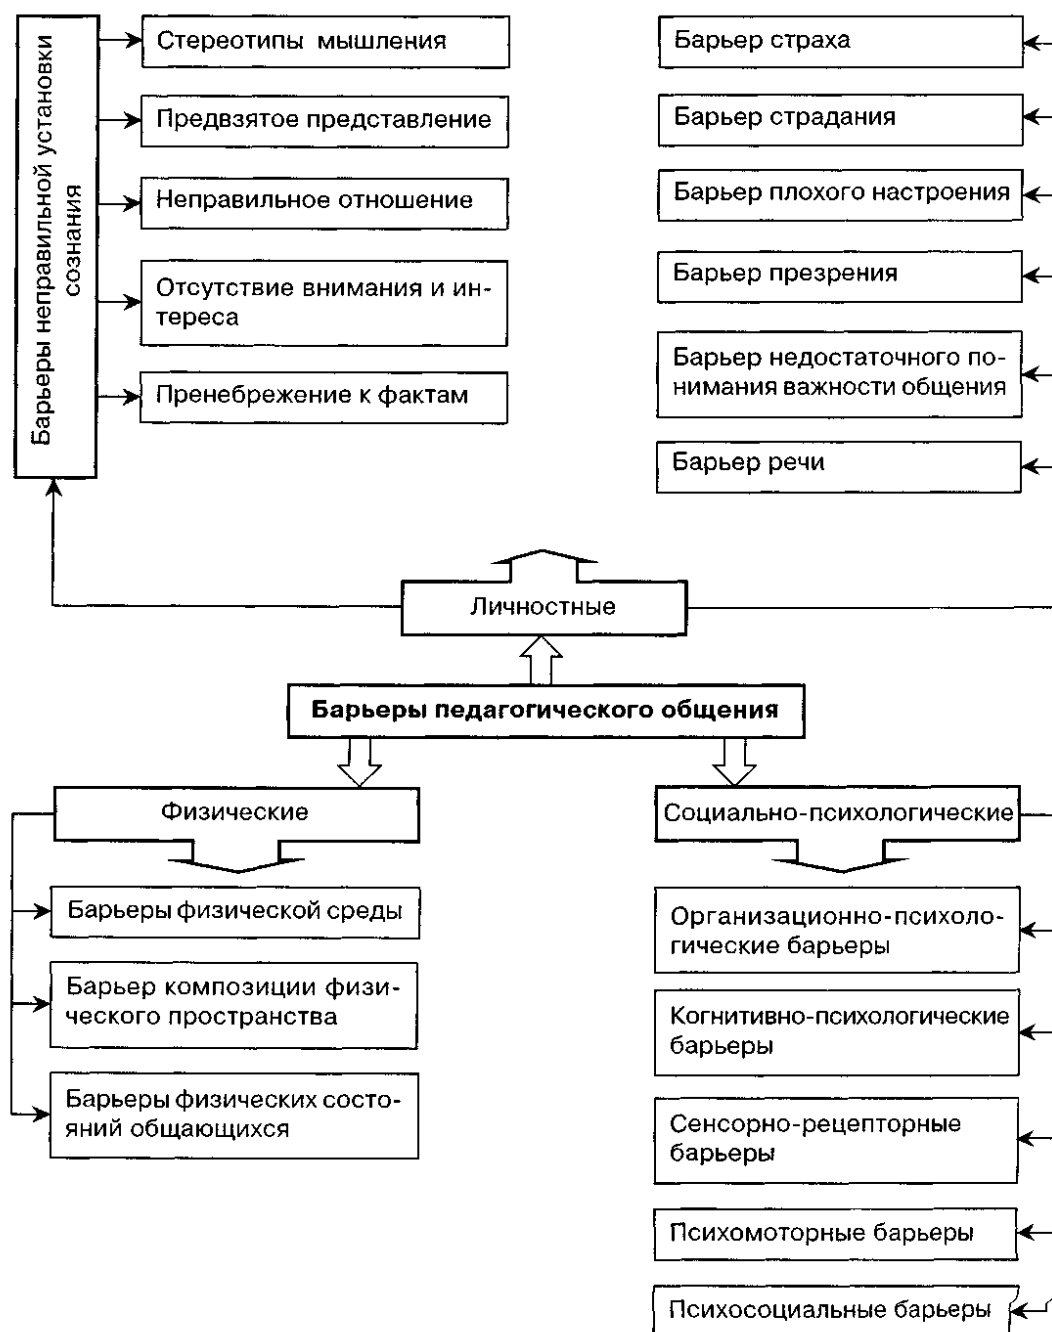 Барьеры неправильной установки
сознания
Стереотипы мышления
Предвзятое представление
Неправильное отношение
Отсутствие внимания и ин-
тереса
Пренебрежение к фактам
Барьер страха
Барьер страдания
Барьер плохого настроения
Барьер презрения
Барьер недостаточного по-
нимания важности общения
Барьер речи
Личностные
Барьеры педагогического общения
Физические
Барьеры физической среды
Барьер композиции физи-
ческого пространства
Барьеры физических состо-
яний общающихся
Социально-психологические
Организационно-психоло-
гические барьеры
Когнитивно-психологические
барьеры
Сенсорно-рецепторные
барьеры
Психомоторные барьеры
Психосоциальные барьеры